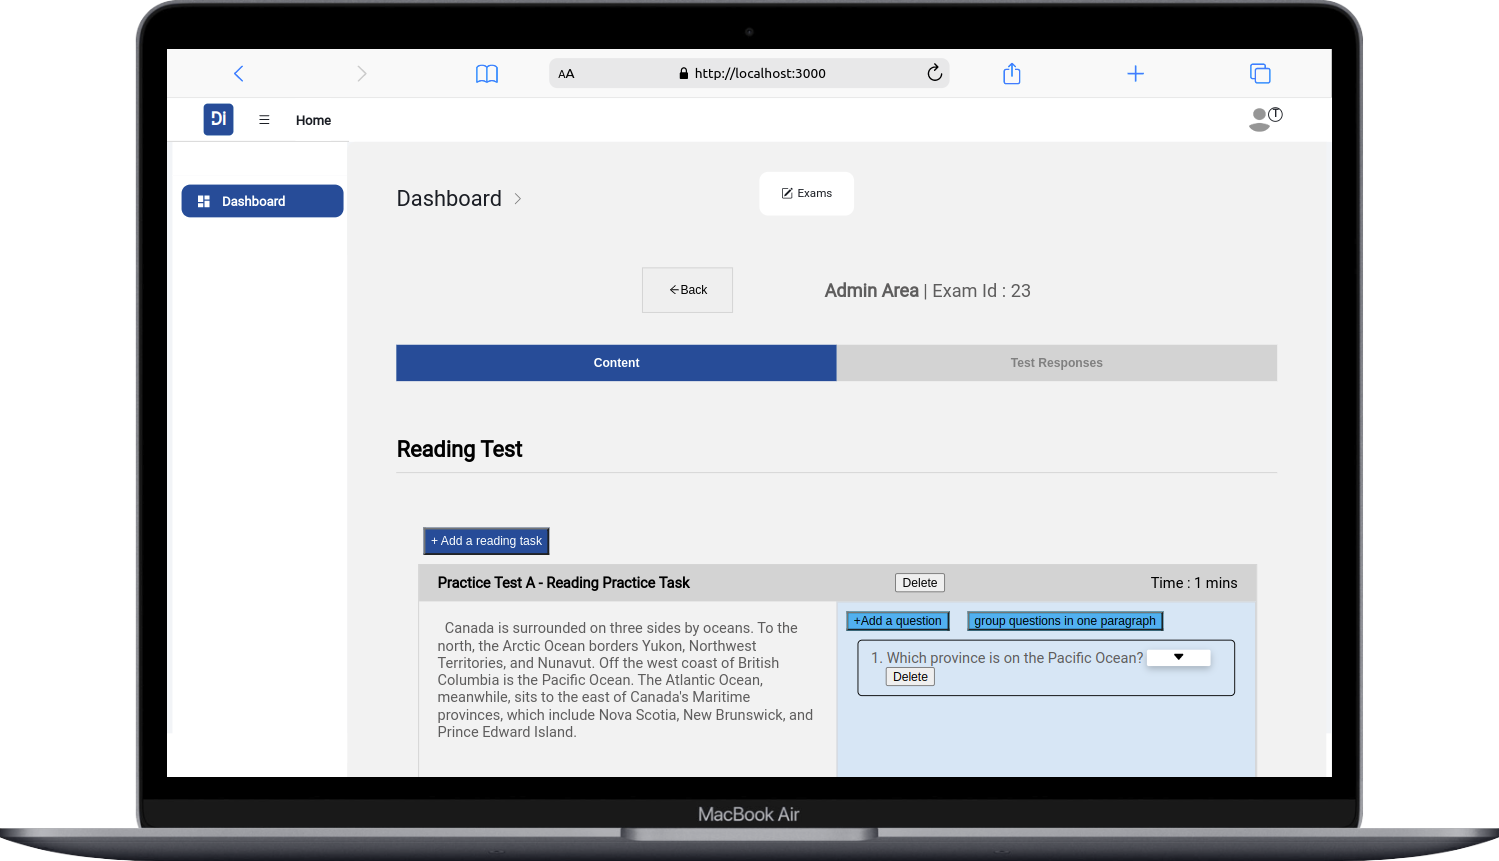 AA http://localhost:3000
Di Home
Dashboard
Dashboard
Exams
Back
Admin Area | Exam Id : 23
Content Test Responses
Reading Test
+ Add a reading task
Practice Test A - Reading Practice Task Delete Time : 1 mins
Canada is surrounded on three sides by oceans. To the
north, the Arctic Ocean borders Yukon, Northwest
Territories, and Nunavut. Off the west coast of British
Columbia is the Pacific Ocean. The Atlantic Ocean,
meanwhile, sits to the east of Canada's Maritime
provinces, which include Nova Scotia, New Brunswick, and
Prince Edward Island.
+Add a question group questions in one paragraph
1. Which province is on the Pacific Ocean?
Delete
MacBook Air